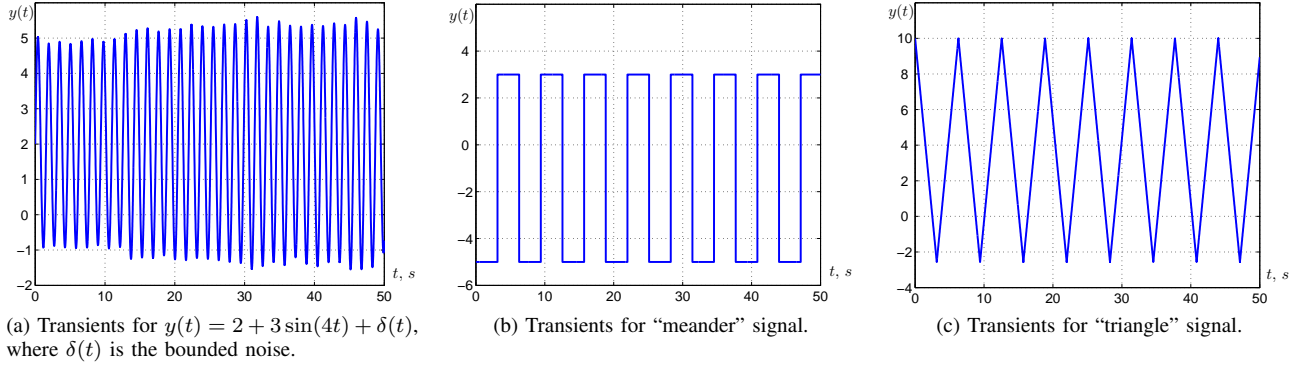 y(t)
5
4
3
2
1
0
−1
−2
0 10 20 30 40 50
t, s
(a) Transients for y(t) = 2 + 3 sin(4t) + δ(t),
where δ(t) is the bounded noise.
y(t)
4
2
0
−2
−4
−6
0 10 20 30 40 50
t, s
(b) Transients for “meander” signal.
y(t)
10
8
6
4
2
0
−2
−4
0 10 20 30 40 50
t, s
(c) Transients for “triangle” signal.